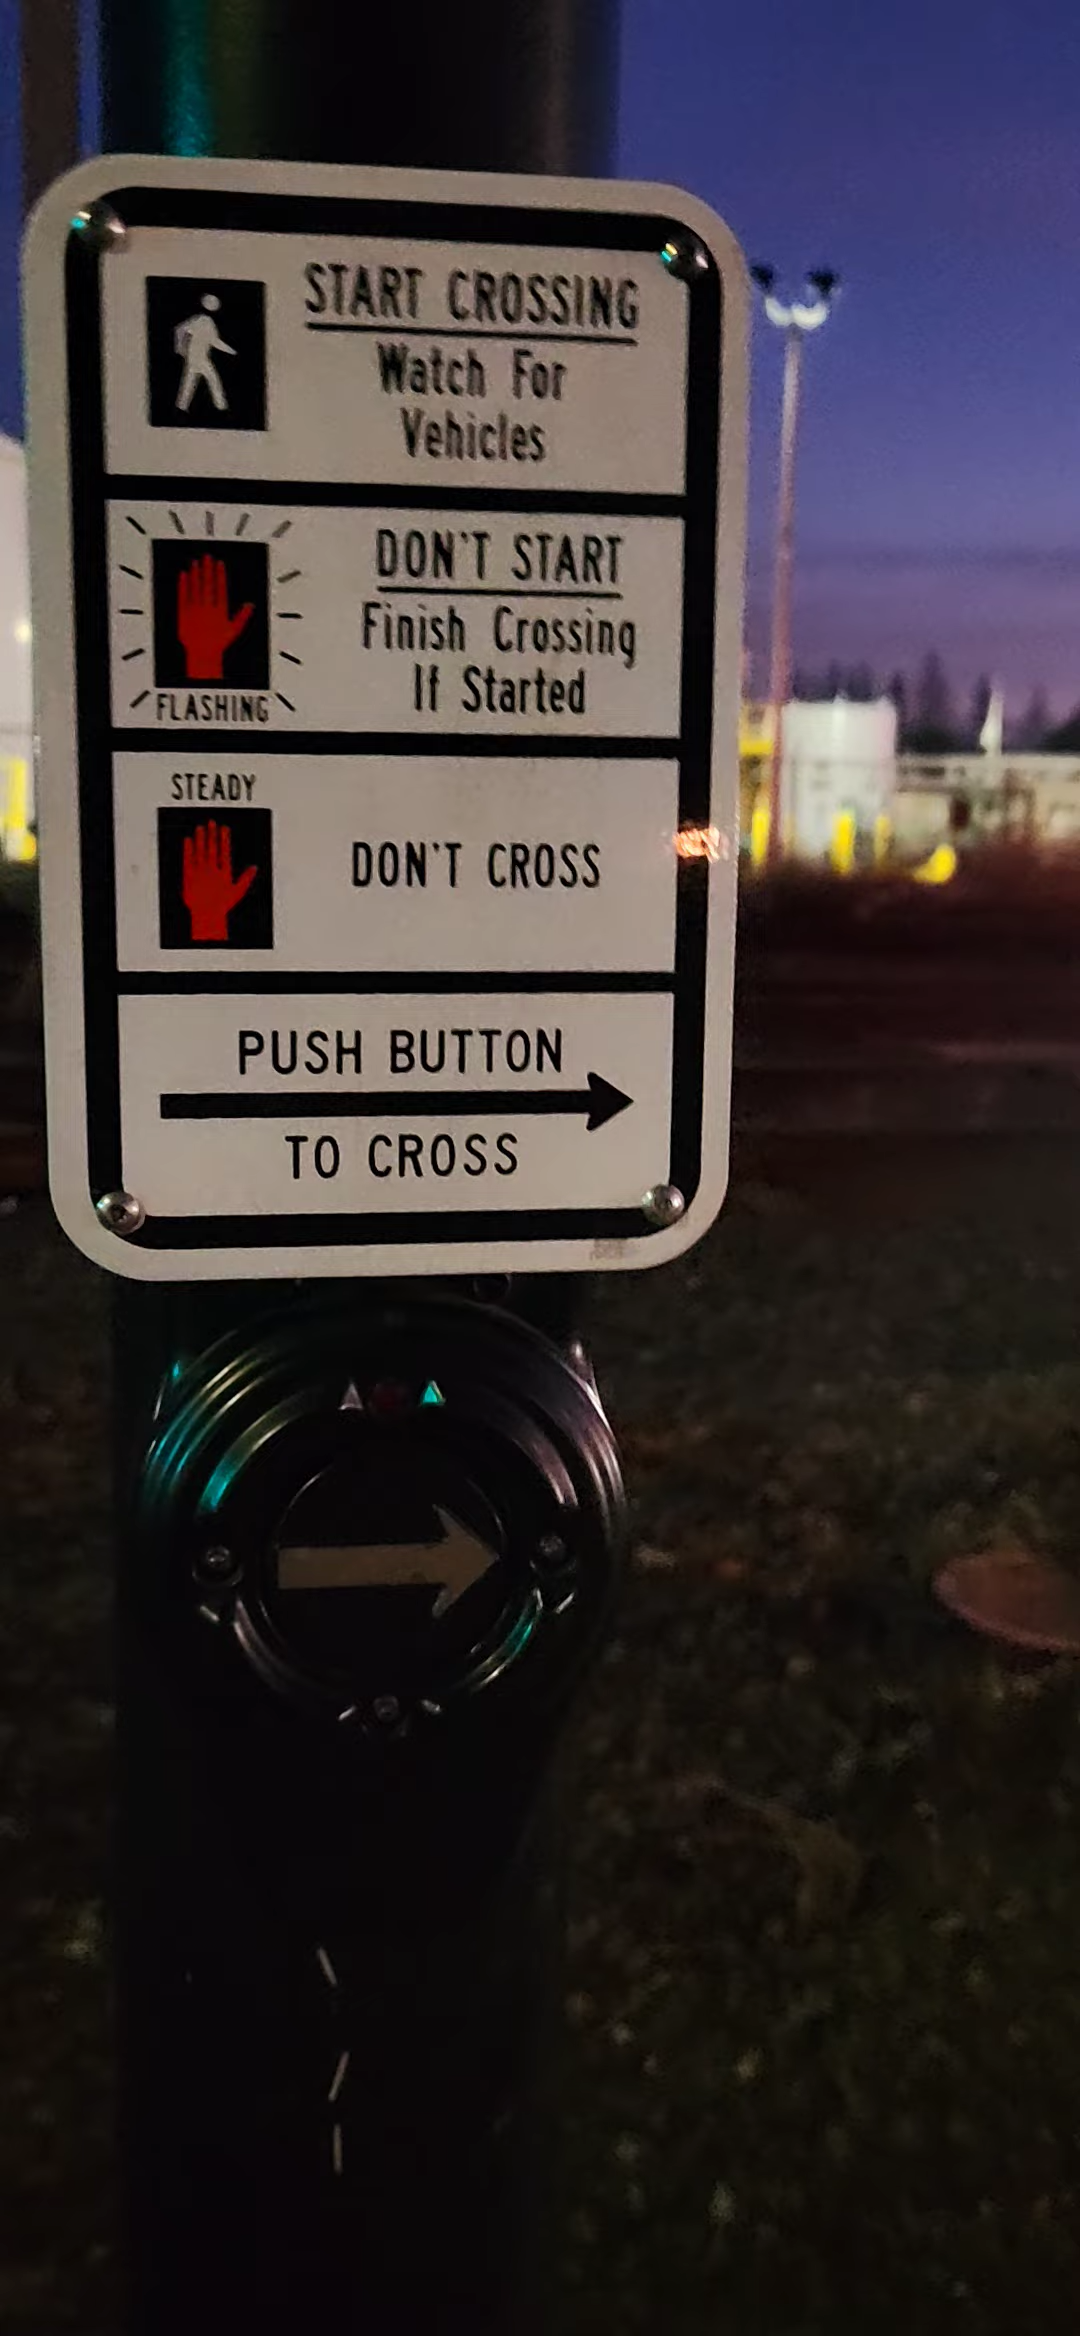 START CROSSING
Watch For
Vehicles
DON'T START
Finish Crossing
If Started
FLASHING
STEADY
DON'T CROSS
PUSH BUTTON
TO CROSS